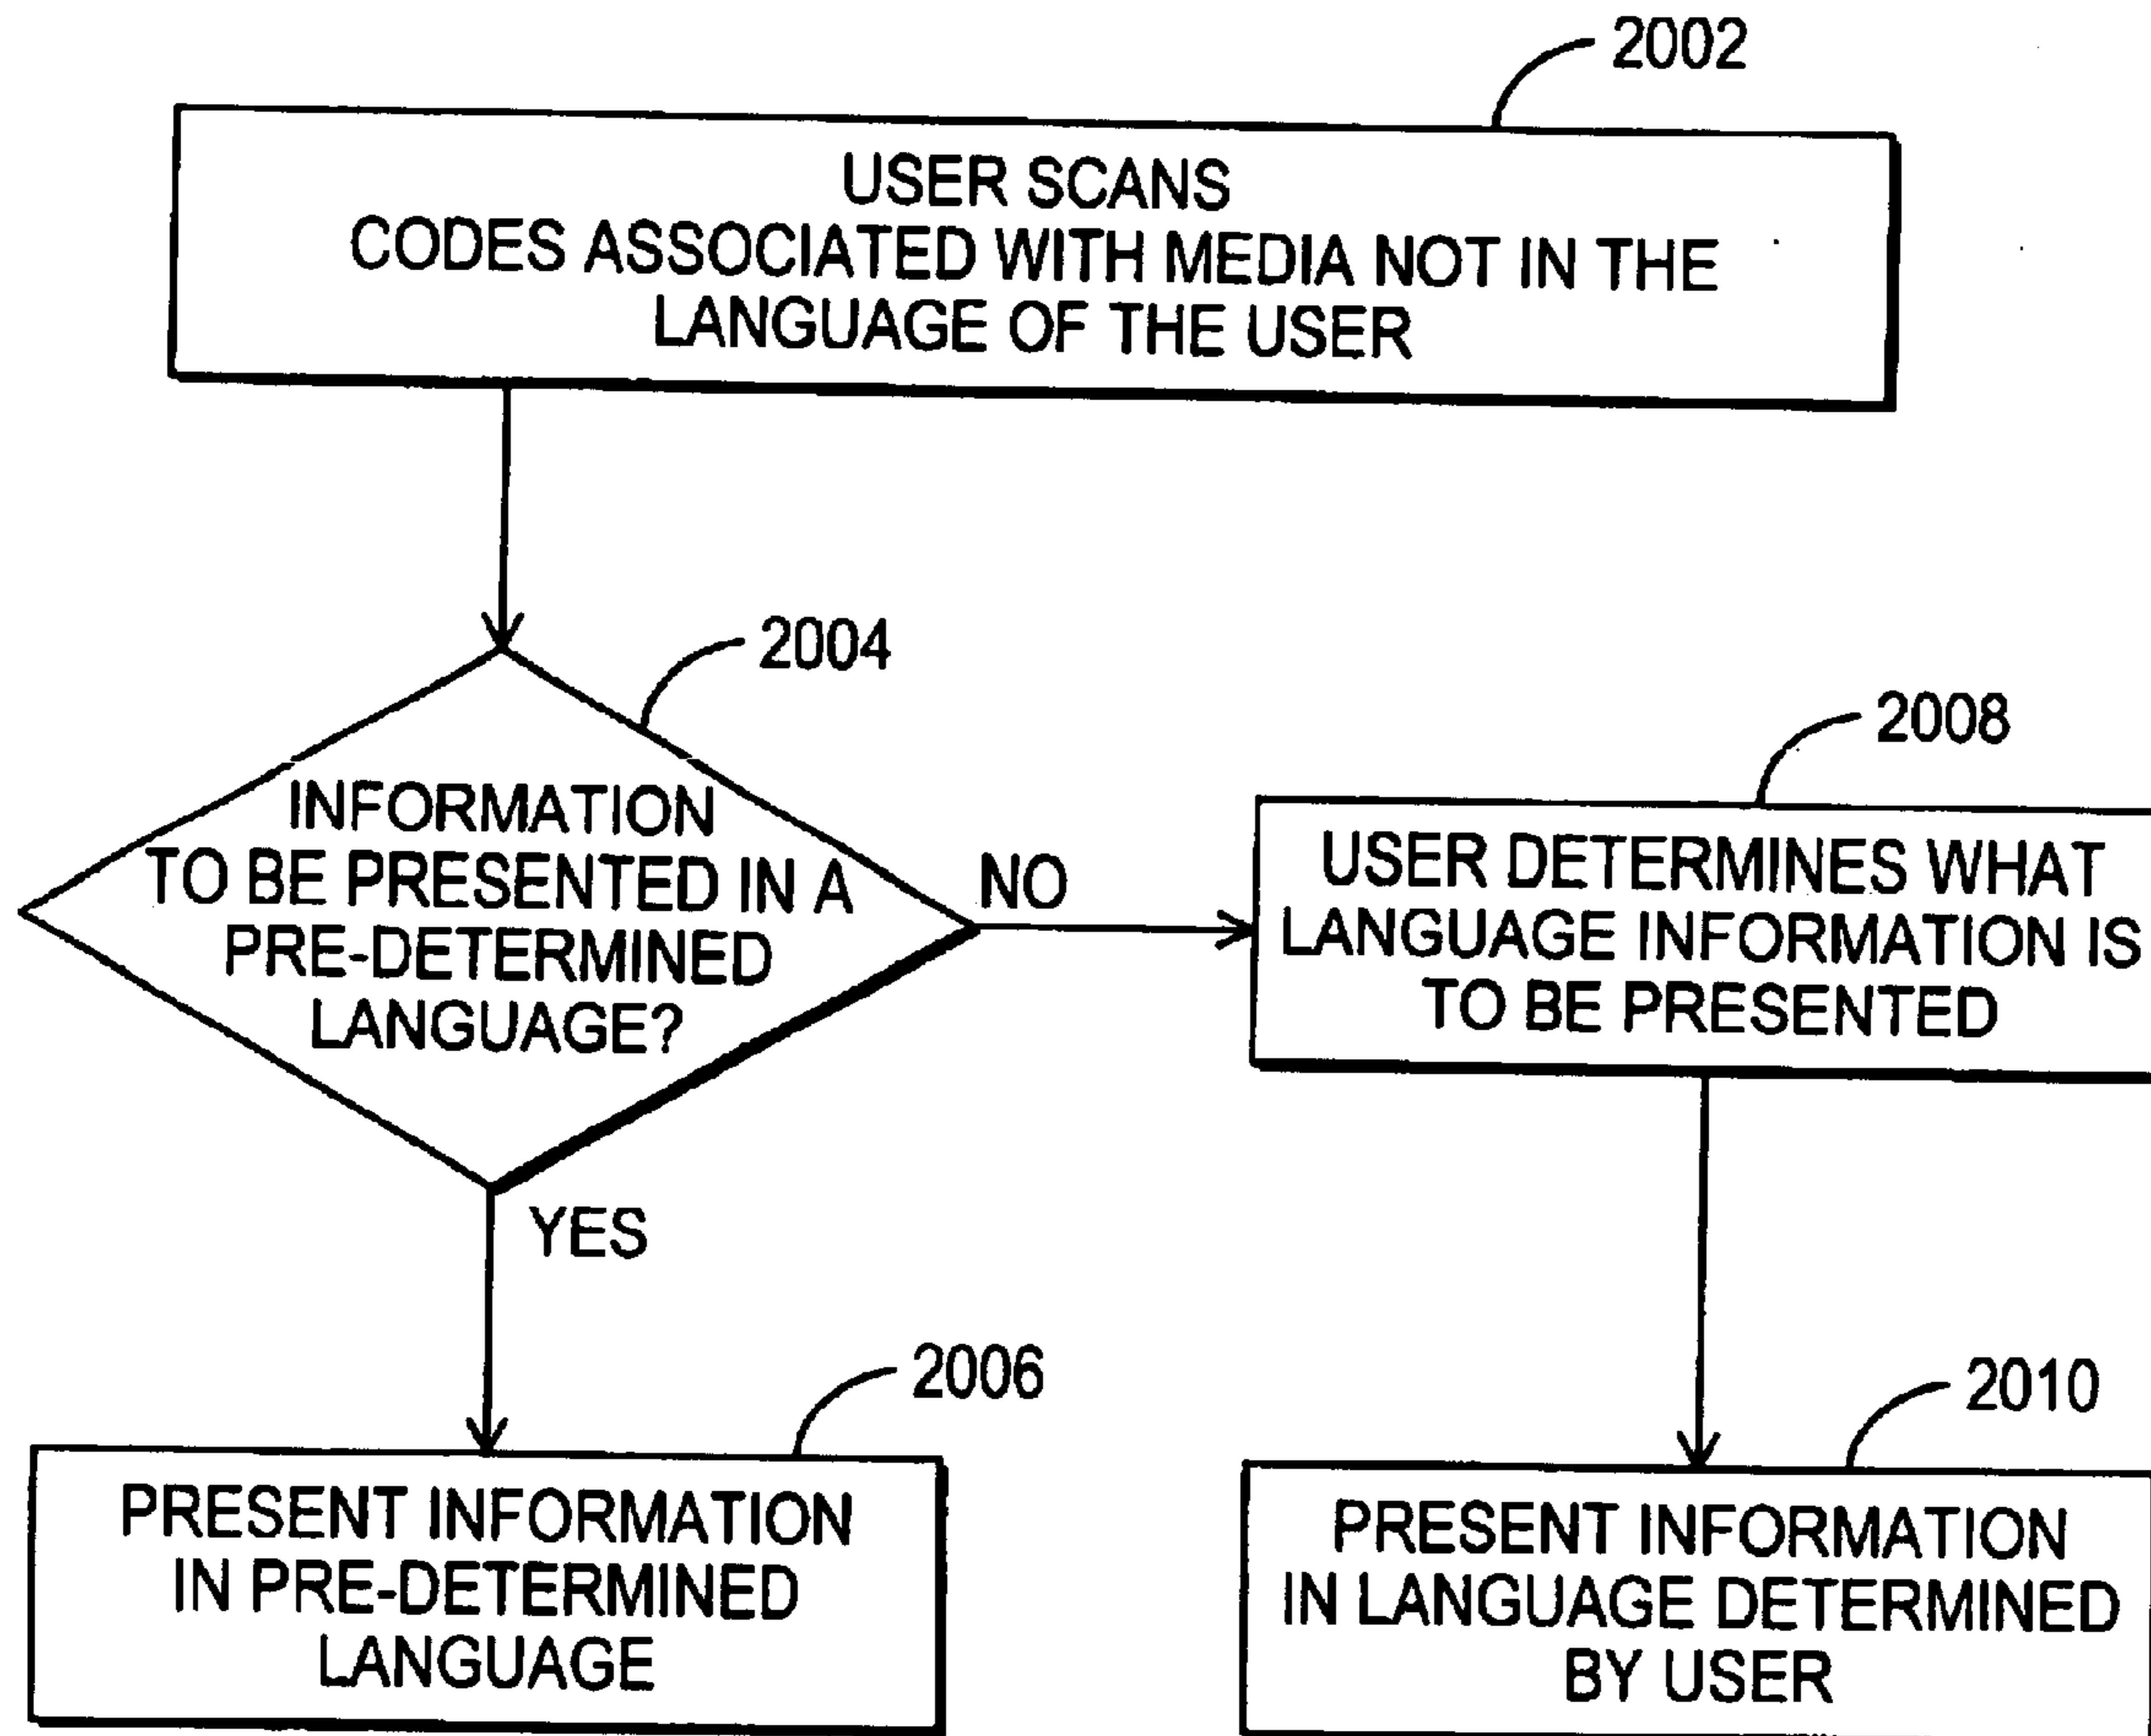 2002
USER SCANS
CODES ASSOCIATED WITH MEDIA NOT IN THE
LANGUAGE OF THE USER
2004
INFORMATION
TO BE PRESENTED IN A
PRE-DETERMINED
LANGUAGE?
NO
YES
2008
USER DETERMINES WHAT
LANGUAGE INFORMATION IS
TO BE PRESENTED
2006
PRESENT INFORMATION
IN PRE-DETERMINED
LANGUAGE
2010
PRESENT INFORMATION
IN LANGUAGE DETERMINED
BY USER